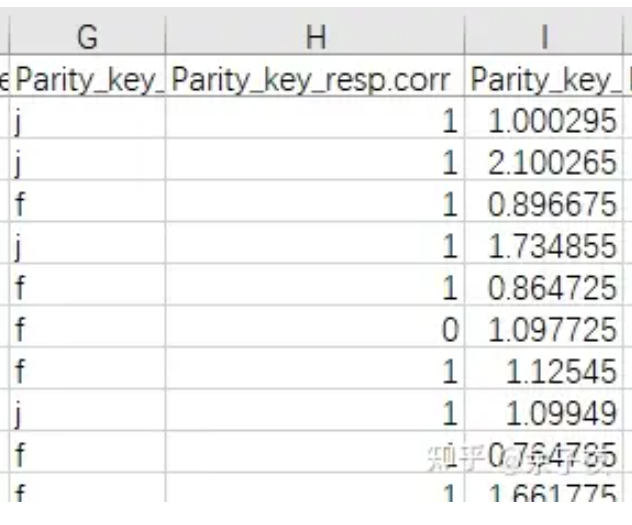 G H I
Parity_key_ Parity_key_resp.corr Parity_key_
j 1 1.000295
j 1 2.100265
f 1 0.896675
j 1 1.734855
f 1 0.864725
f 0 1.097725
f 1 1.12545
j 1 1.09949
f 1 0.764735
f 1 1.661775
知乎